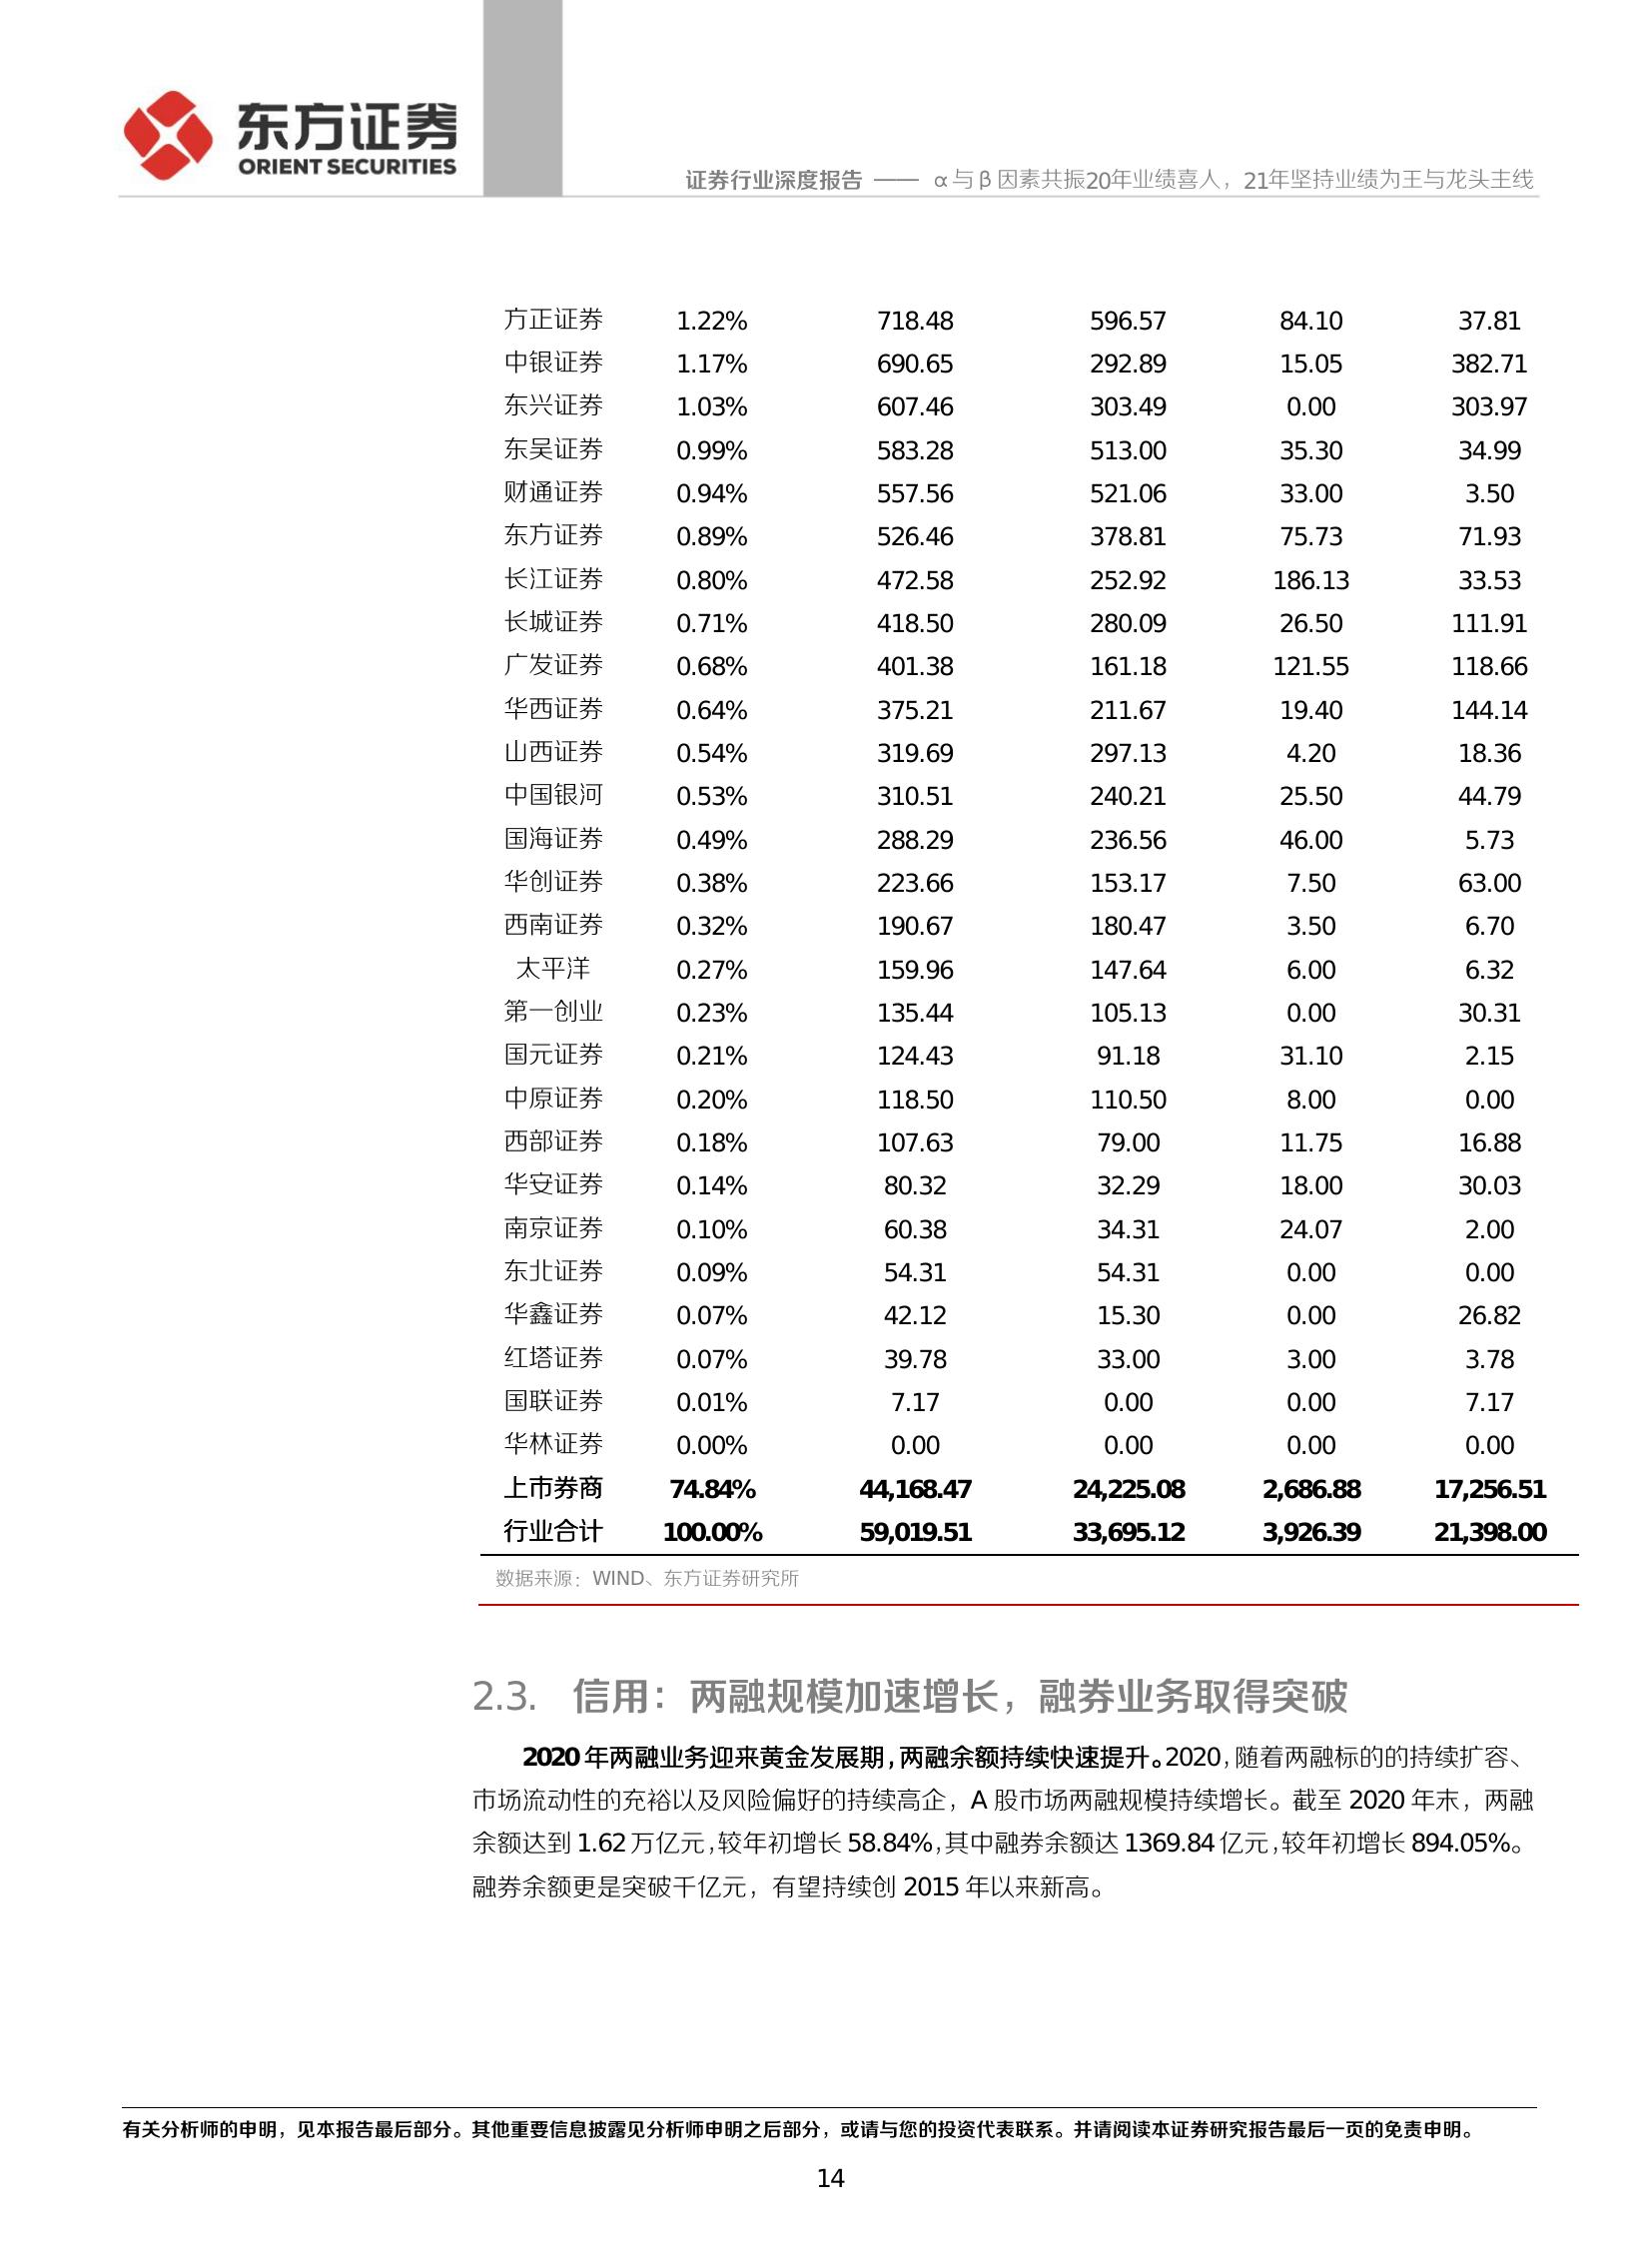 东方证券
ORIENT SECURITIES
证券行业深度报告 —— α与β因素共振20年业绩喜人，21年坚持业绩为王与龙头主线
方正证券 1.22% 718.48 596.57 84.10 37.81
中银证券 1.17% 690.65 292.89 15.05 382.71
东兴证券 1.03% 607.46 303.49 0.00 303.97
东吴证券 0.99% 583.28 513.00 35.30 34.99
财通证券 0.94% 557.56 521.06 33.00 3.50
东方证券 0.89% 526.46 378.81 75.73 71.93
长江证券 0.80% 472.58 252.92 186.13 33.53
长城证券 0.71% 418.50 280.09 26.50 111.91
广发证券 0.68% 401.38 161.18 121.55 118.66
华西证券 0.64% 375.21 211.67 19.40 144.14
山西证券 0.54% 319.69 297.13 4.20 18.36
中国银河 0.53% 310.51 240.21 25.50 44.79
国海证券 0.49% 288.29 236.56 46.00 5.73
华创证券 0.38% 223.66 153.17 7.50 63.00
西南证券 0.32% 190.67 180.47 3.50 6.70
太平洋 0.27% 159.96 147.64 6.00 6.32
第一创业 0.23% 135.44 105.13 0.00 30.31
国元证券 0.21% 124.43 91.18 31.10 2.15
中原证券 0.20% 118.50 110.50 8.00 0.00
西部证券 0.18% 107.63 79.00 11.75 16.88
华安证券 0.14% 80.32 32.29 18.00 30.03
南京证券 0.10% 60.38 34.31 24.07 2.00
东北证券 0.09% 54.31 54.31 0.00 0.00
华鑫证券 0.07% 42.12 15.30 0.00 26.82
红塔证券 0.07% 39.78 33.00 3.00 3.78
国联证券 0.01% 7.17 0.00 0.00 7.17
华林证券 0.00% 0.00 0.00 0.00 0.00
上市券商 74.84% 44,168.47 24,225.08 2,686.88 17,256.51
行业合计 100.00% 59,019.51 33,695.12 3,926.39 21,398.00
数据来源：WIND、东方证券研究所
2.3. 信用：两融规模加速增长，融券业务取得突破
2020年两融业务迎来黄金发展期，两融余额持续快速提升。2020，随着两融标的的持续扩容、
市场流动性的充裕以及风险偏好的持续高企，A 股市场两融规模持续增长。截至 2020 年末，两融
余额达到 1.62 万亿元，较年初增长 58.84%，其中融券余额达 1369.84 亿元，较年初增长 894.05%。
融券余额更是突破千亿元，有望持续创 2015 年以来新高。
有关分析师的申明，见本报告最后部分。其他重要信息披露见分析师申明之后部分，或请与您的投资代表联系。并请阅读本证券研究报告最后一页的免责申明。
14